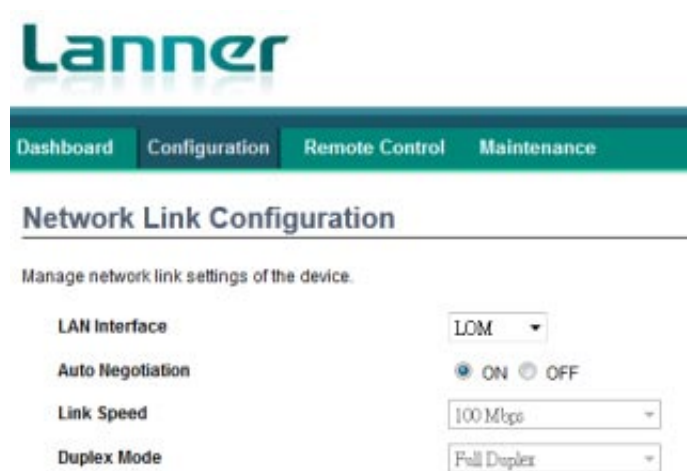 Lanner
Dashboard Configuration Remote Control Maintenance
Network Link Configuration
Manage network link settings of the device.
LAN Interface LOM
Auto Negotiation ON OFF
Link Speed 100 Mbps
Duplex Mode Full Duplex